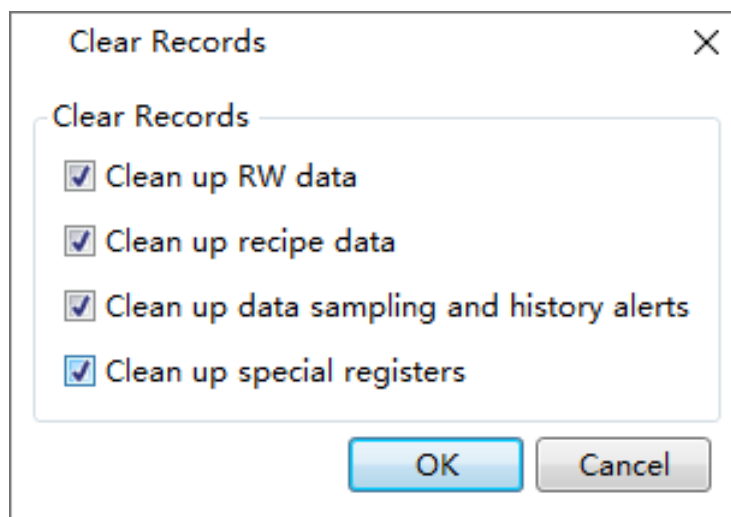 Clear Records
Clear Records
Clean up RW data
Clean up recipe data
Clean up data sampling and history alerts
Clean up special registers
OK Cancel